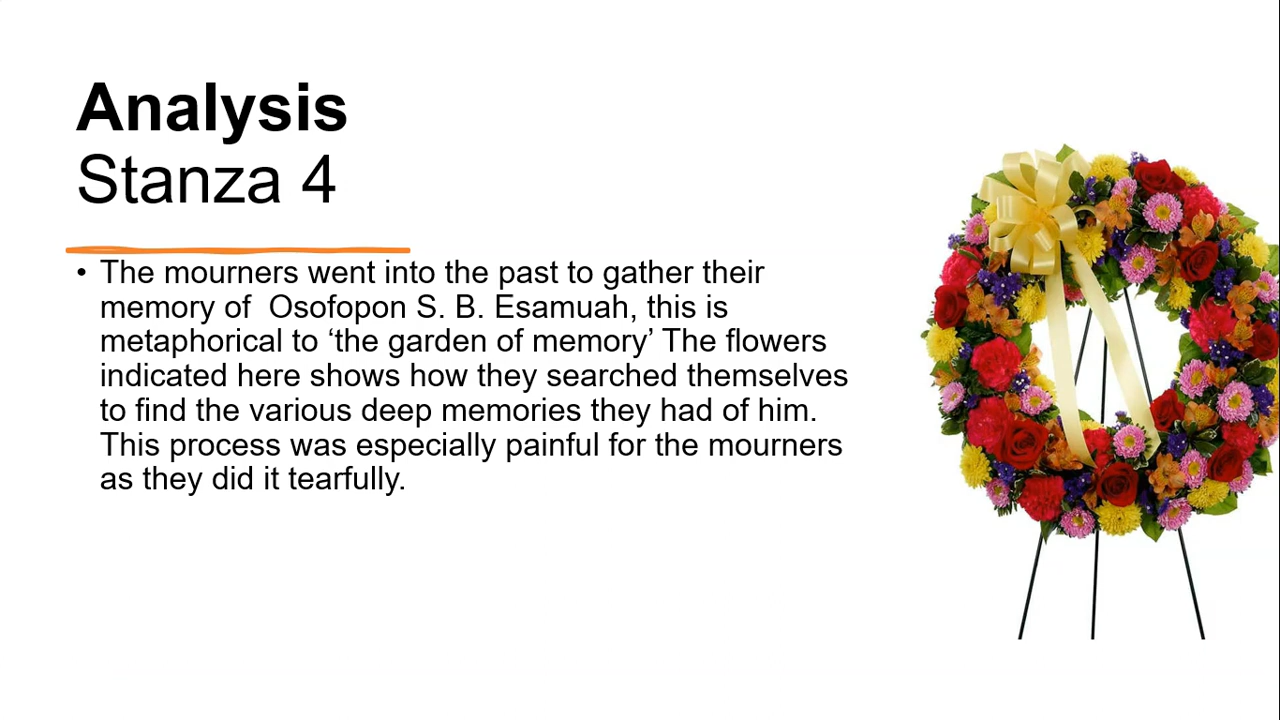 Analysis
Stanza 4
• The mourners went into the past to gather their
memory of  Osofopon S. B. Esamuah, this is
metaphorical to ‘the garden of memory’ The flowers
indicated here shows how they searched themselves
to find the various deep memories they had of him.
This process was especially painful for the mourners
as they did it tearfully.